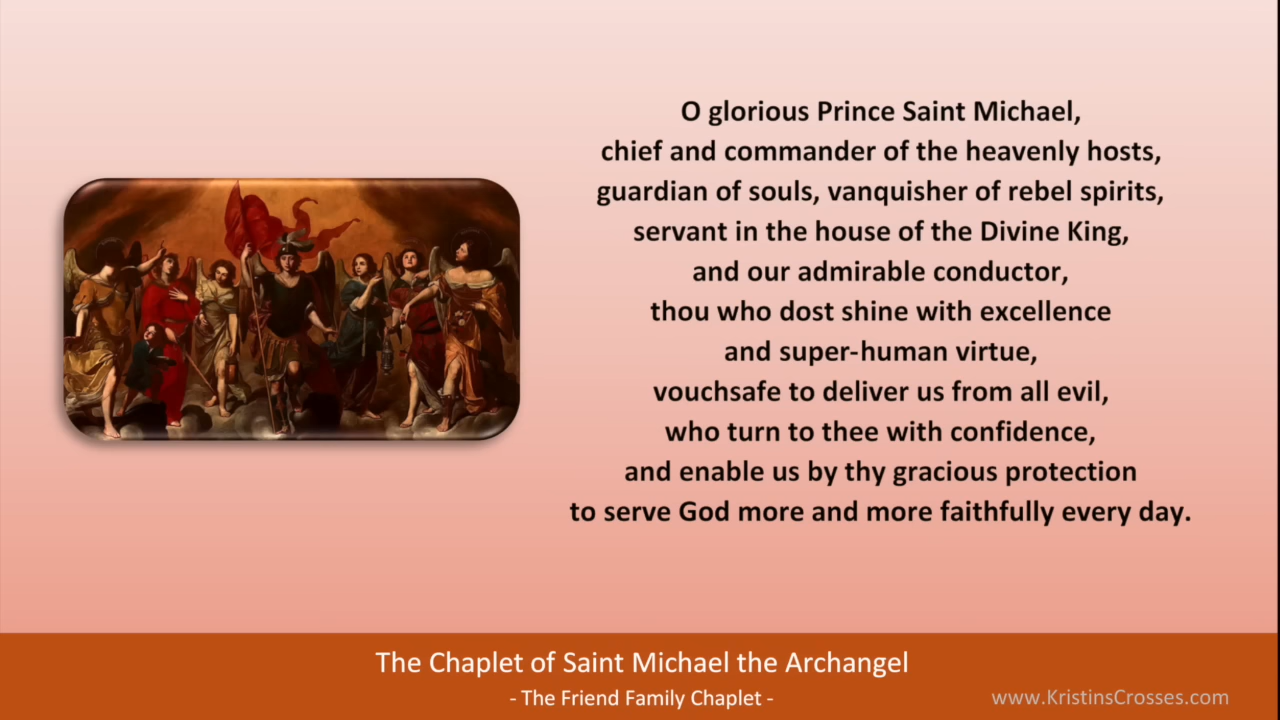 O glorious Prince Saint Michael,
chief and commander of the heavenly hosts,
guardian of souls, vanquisher of rebel spirits,
servant in the house of the Divine King,
and our admirable conductor,
thou who dost shine with excellence
and super-human virtue,
vouchsafe to deliver us from all evil,
who turn to thee with confidence,
and enable us by thy gracious protection
to serve God more and more faithfully every day.
The Chaplet of Saint Michael the Archangel
- The Friend Family Chaplet -
www.KristinsCrosses.com